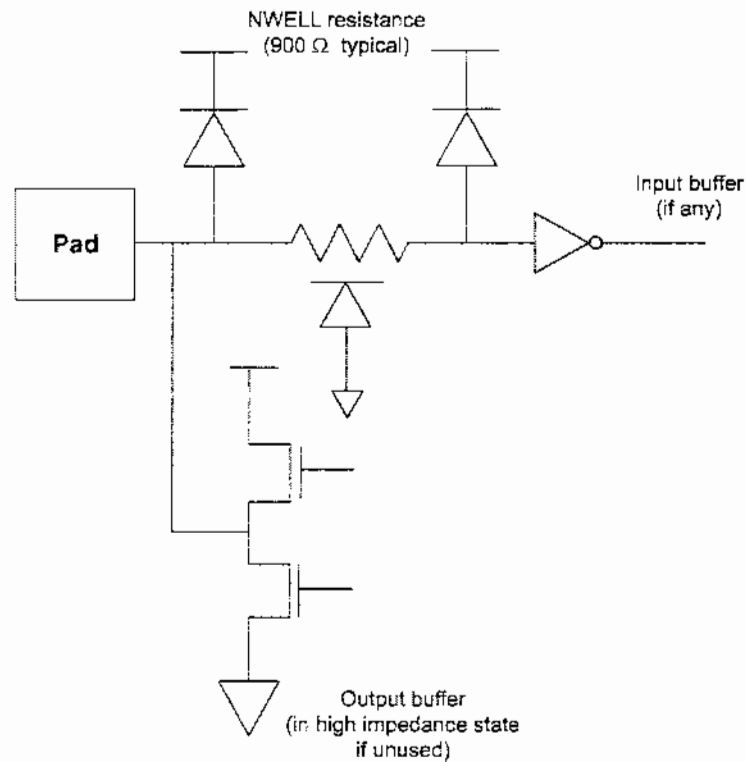 NWELL resistance
(900 Ω typical)
Input buffer
(if any)
Pad
Output buffer
(in high impedance state
if unused)